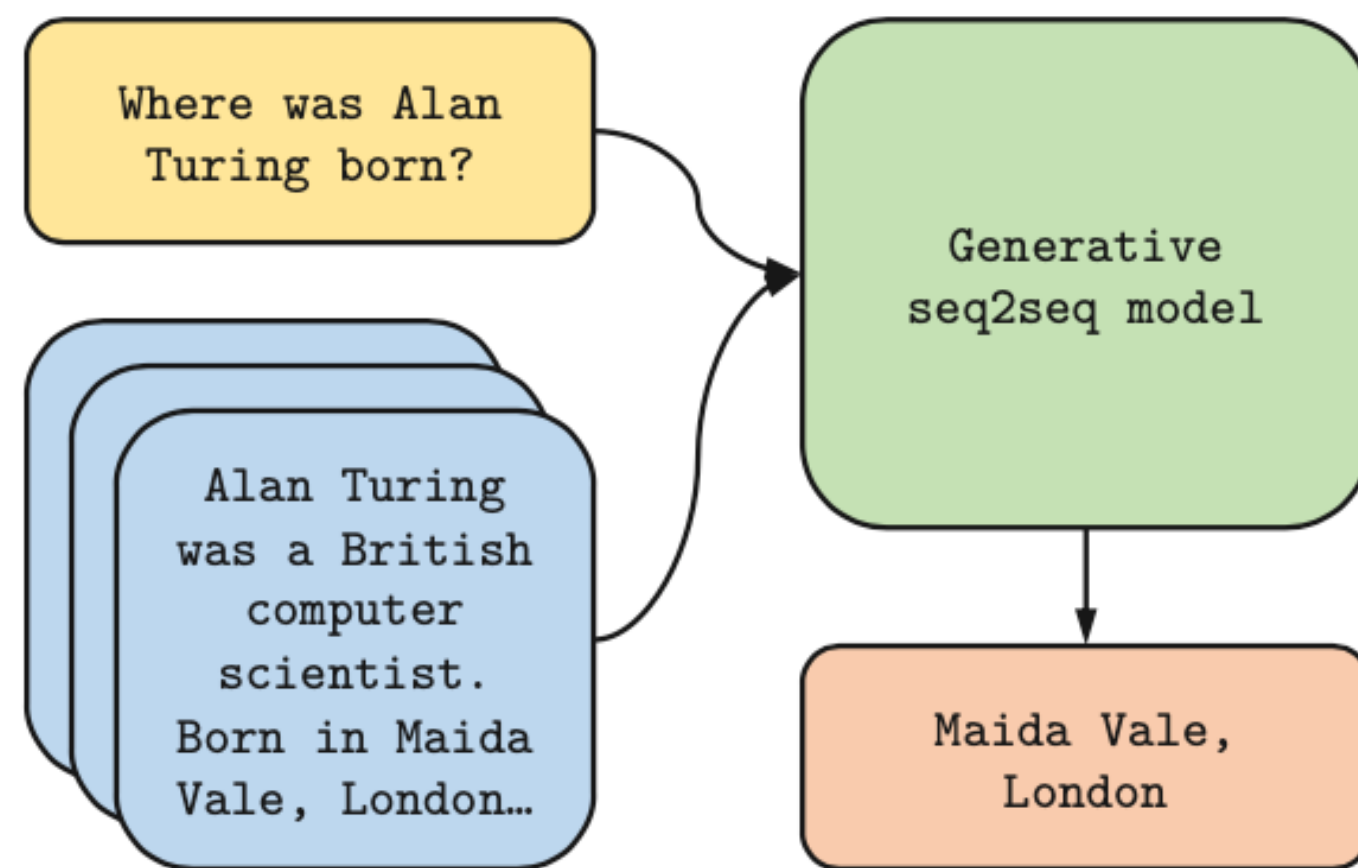 Where was Alan
Turing born?
Generative
seq2seq model
Alan Turing
was a British
computer
scientist.
Born in Maida
Vale, London…
Maida Vale,
London